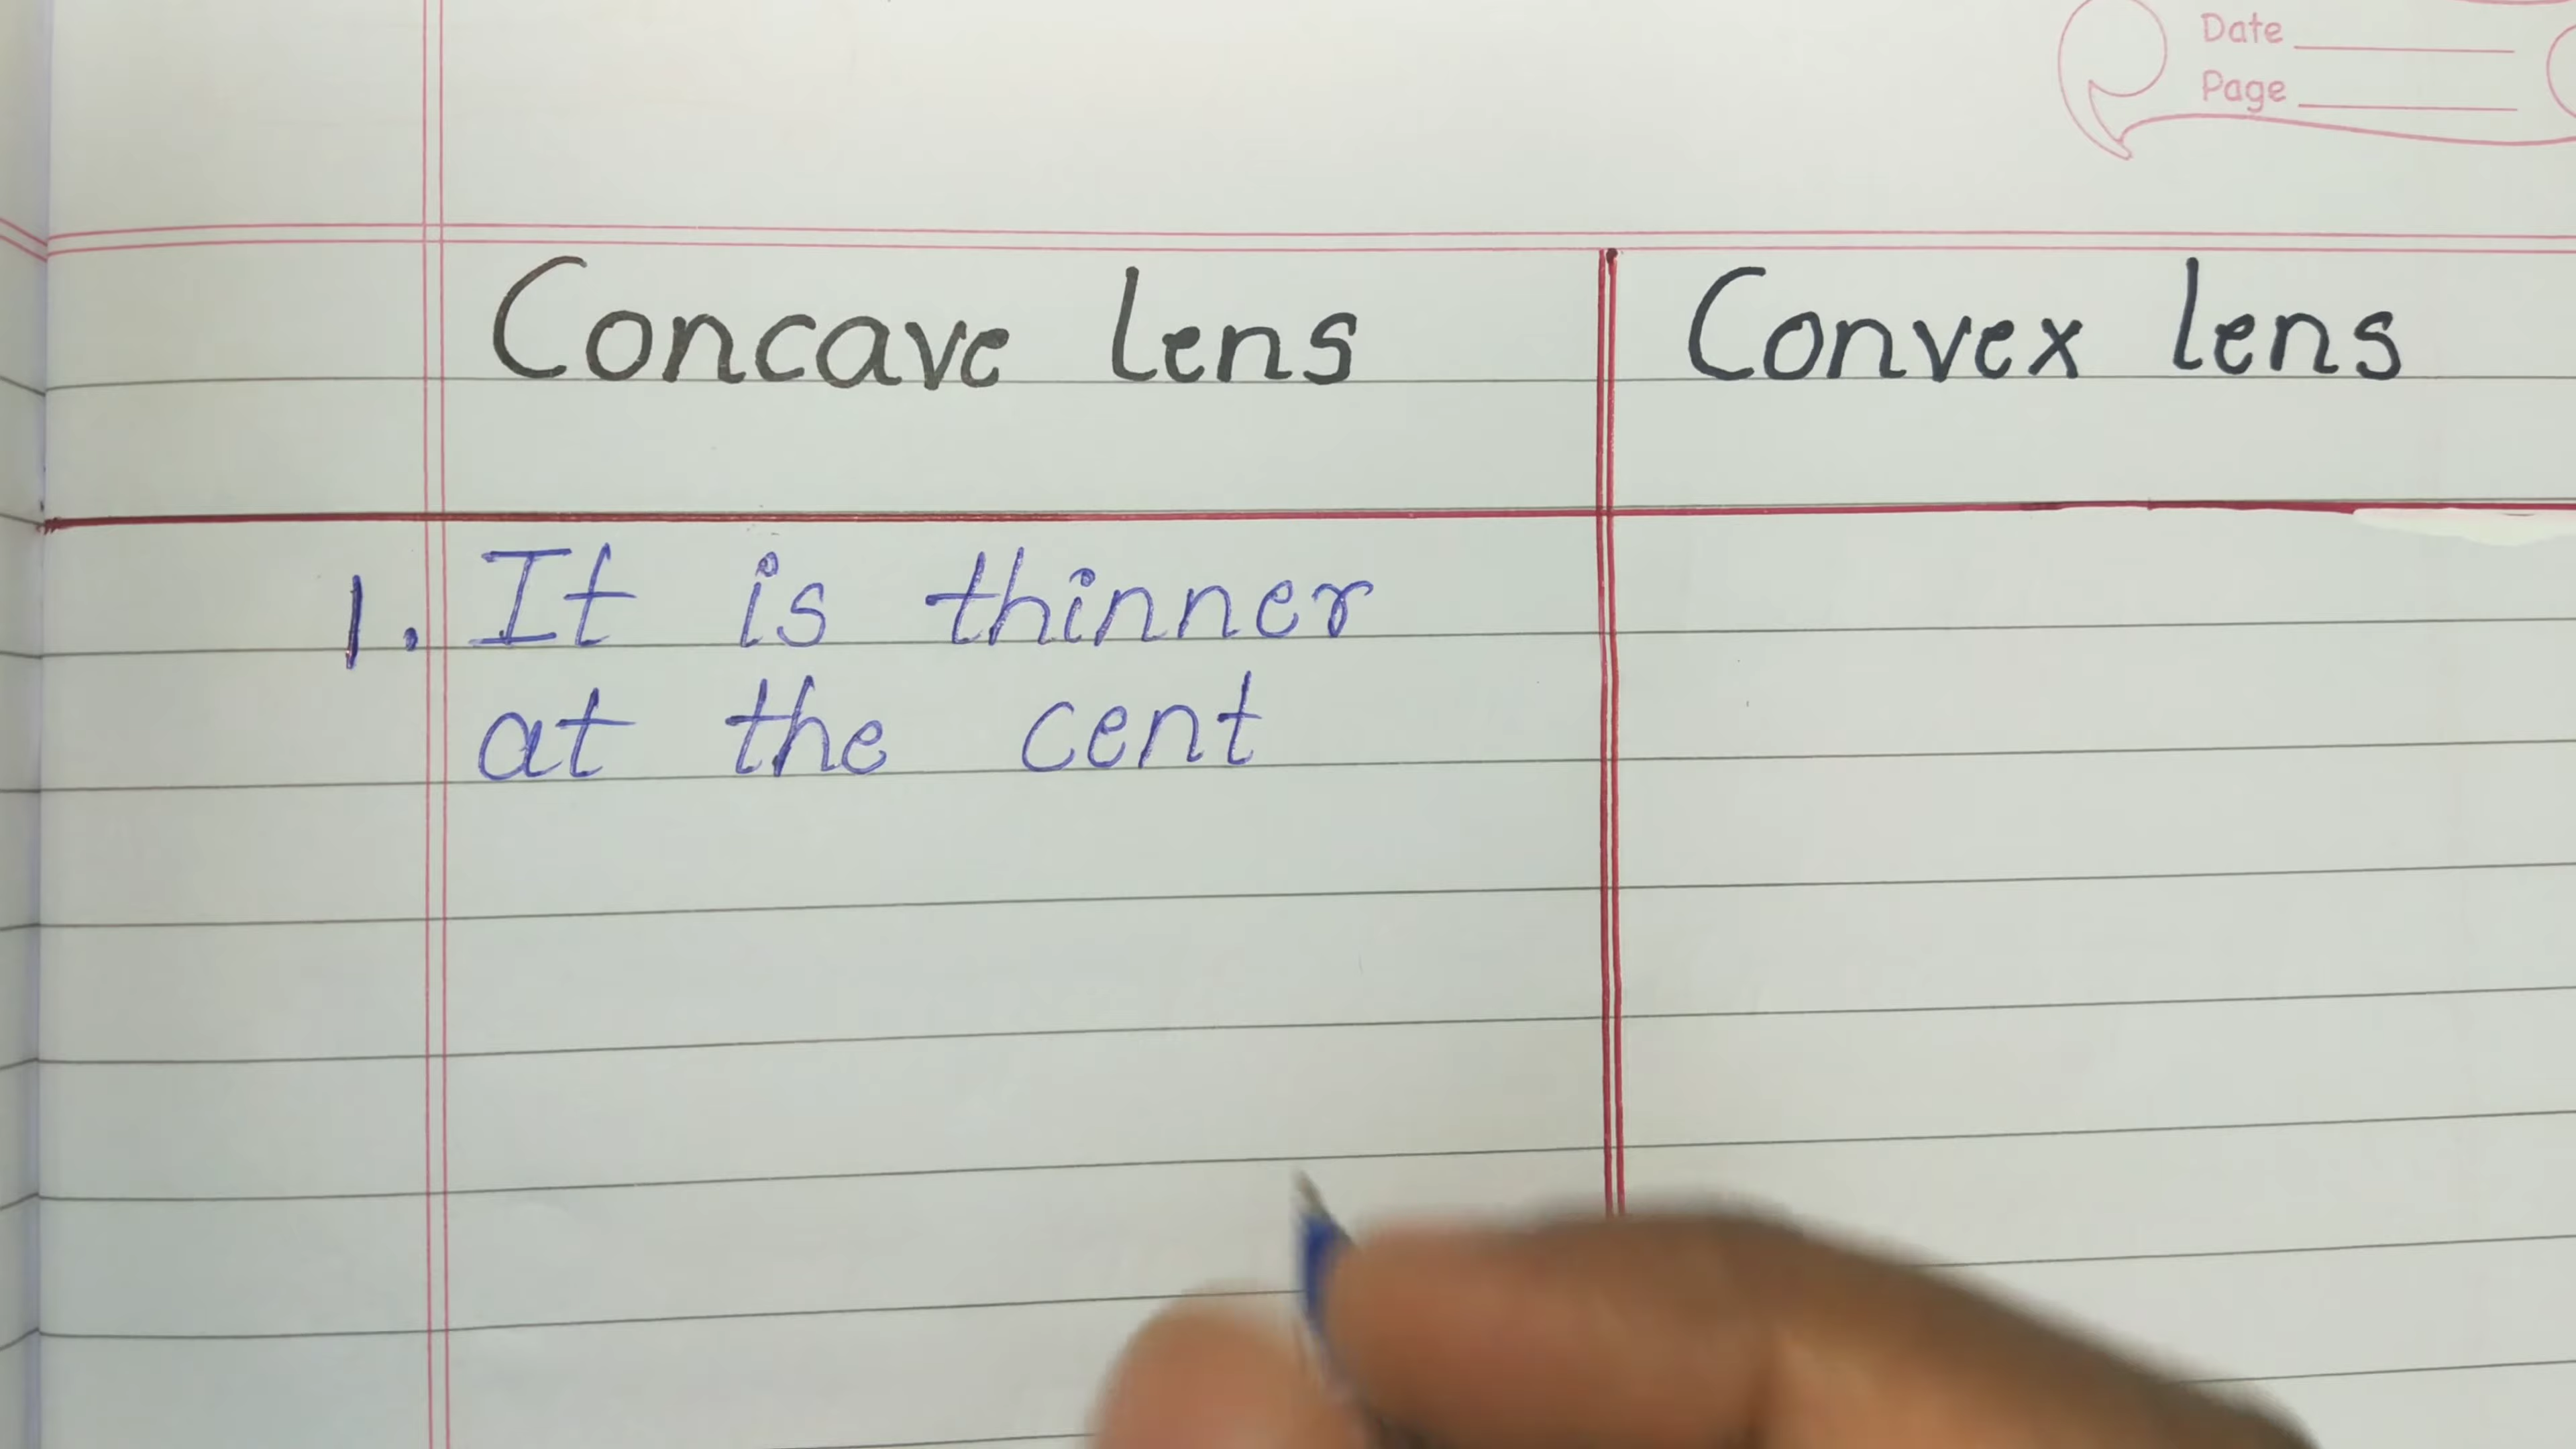 Date
Page
Concave lens
Convex lens
1. It is thinner
at the cent